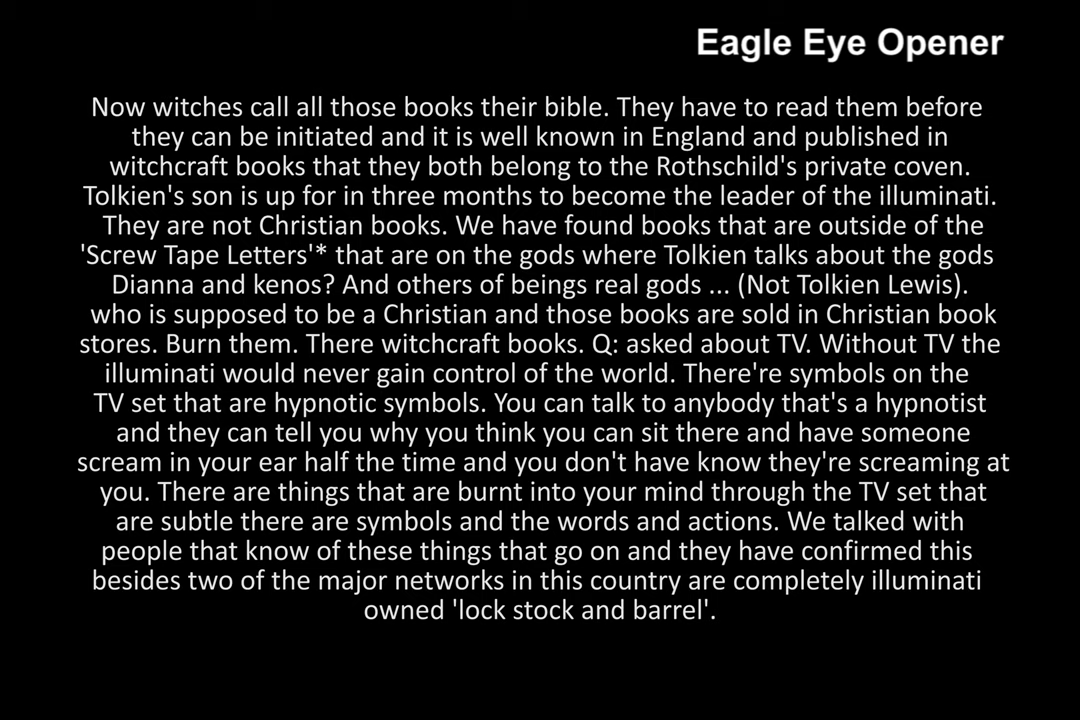 Eagle Eye Opener
Now witches call all those books their bible. They have to read them before
they can be initiated and it is well known in England and published in
witchcraft books that they both belong to the Rothschild's private coven.
Tolkien's son is up for in three months to become the leader of the illuminati.
They are not Christian books. We have found books that are outside of the
'Screw Tape Letters'* that are on the gods where Tolkien talks about the gods
Dianna and kenos? And others of beings real gods ... (Not Tolkien Lewis).
who is supposed to be a Christian and those books are sold in Christian book
stores. Burn them. There witchcraft books. Q: asked about TV. Without TV the
illuminati would never gain control of the world. There're symbols on the
TV set that are hypnotic symbols. You can talk to anybody that's a hypnotist
and they can tell you why you think you can sit there and have someone
scream in your ear half the time and you don't have know they're screaming at
you. There are things that are burnt into your mind through the TV set that
are subtle there are symbols and the words and actions. We talked with
people that know of these things that go on and they have confirmed this
besides two of the major networks in this country are completely illuminati
owned 'lock stock and barrel'.